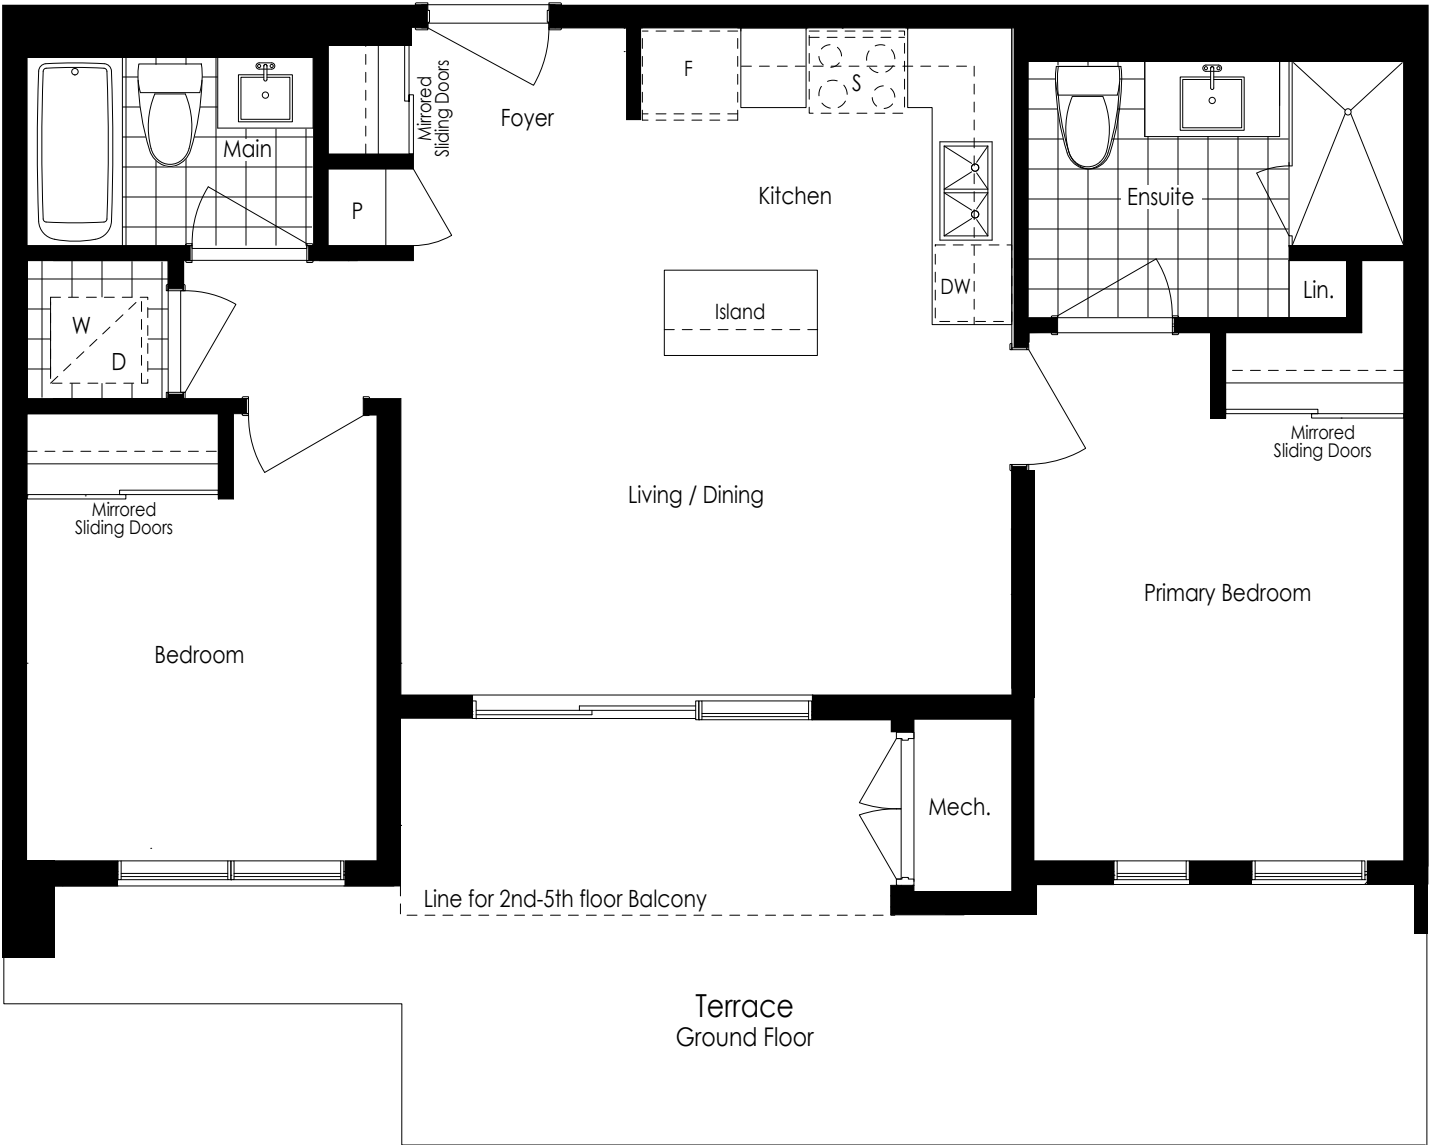 F
S
Mirrored
Sliding Doors
Foyer
Main
Kitchen
Ensuite
P
DW
Lin.
Island
W
D
Mirrored
Sliding Doors
Living / Dining
Mirrored
Sliding Doors
Primary Bedroom
Bedroom
Mech.
Line for 2nd-5th floor Balcony
Terrace
Ground Floor